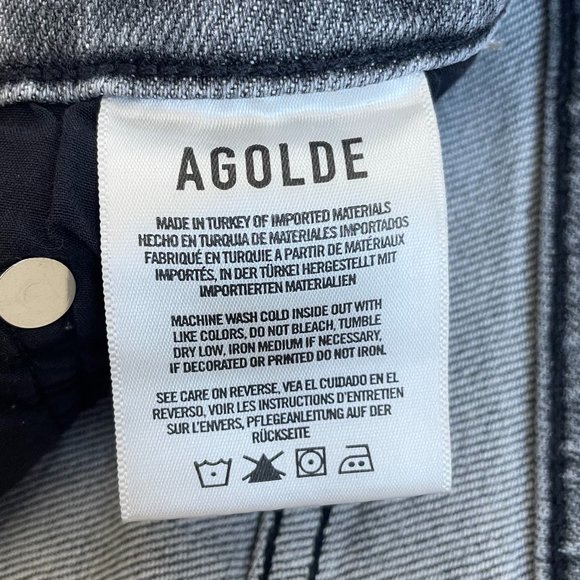 AGOLDE
MADE IN TURKEY OF IMPORTED MATERIALS
HECHO EN TURQUIA DE MATERIALES IMPORTADOS
FABRIQUÉ EN TURQUIE A PARTIR DE MATÉRIAUX
IMPORTÉS, IN DER TÜRKEI HERGESTELLT MIT
IMPORTIERTEN MATERIALIEN
MACHINE WASH COLD INSIDE OUT WITH
LIKE COLORS, DO NOT BLEACH, TUMBLE
DRY LOW, IRON MEDIUM IF NECESSARY,
IF DECORATED OR PRINTED DO NOT IRON.
SEE CARE ON REVERSE, VEA EL CUIDADO EN EL
REVERSO, VOIR LES INSTRUCTIONS D'ENTRETIEN
SUR L'ENVERS, PFLEGEANLEITUNG AUF DER
RÜCKSEITE